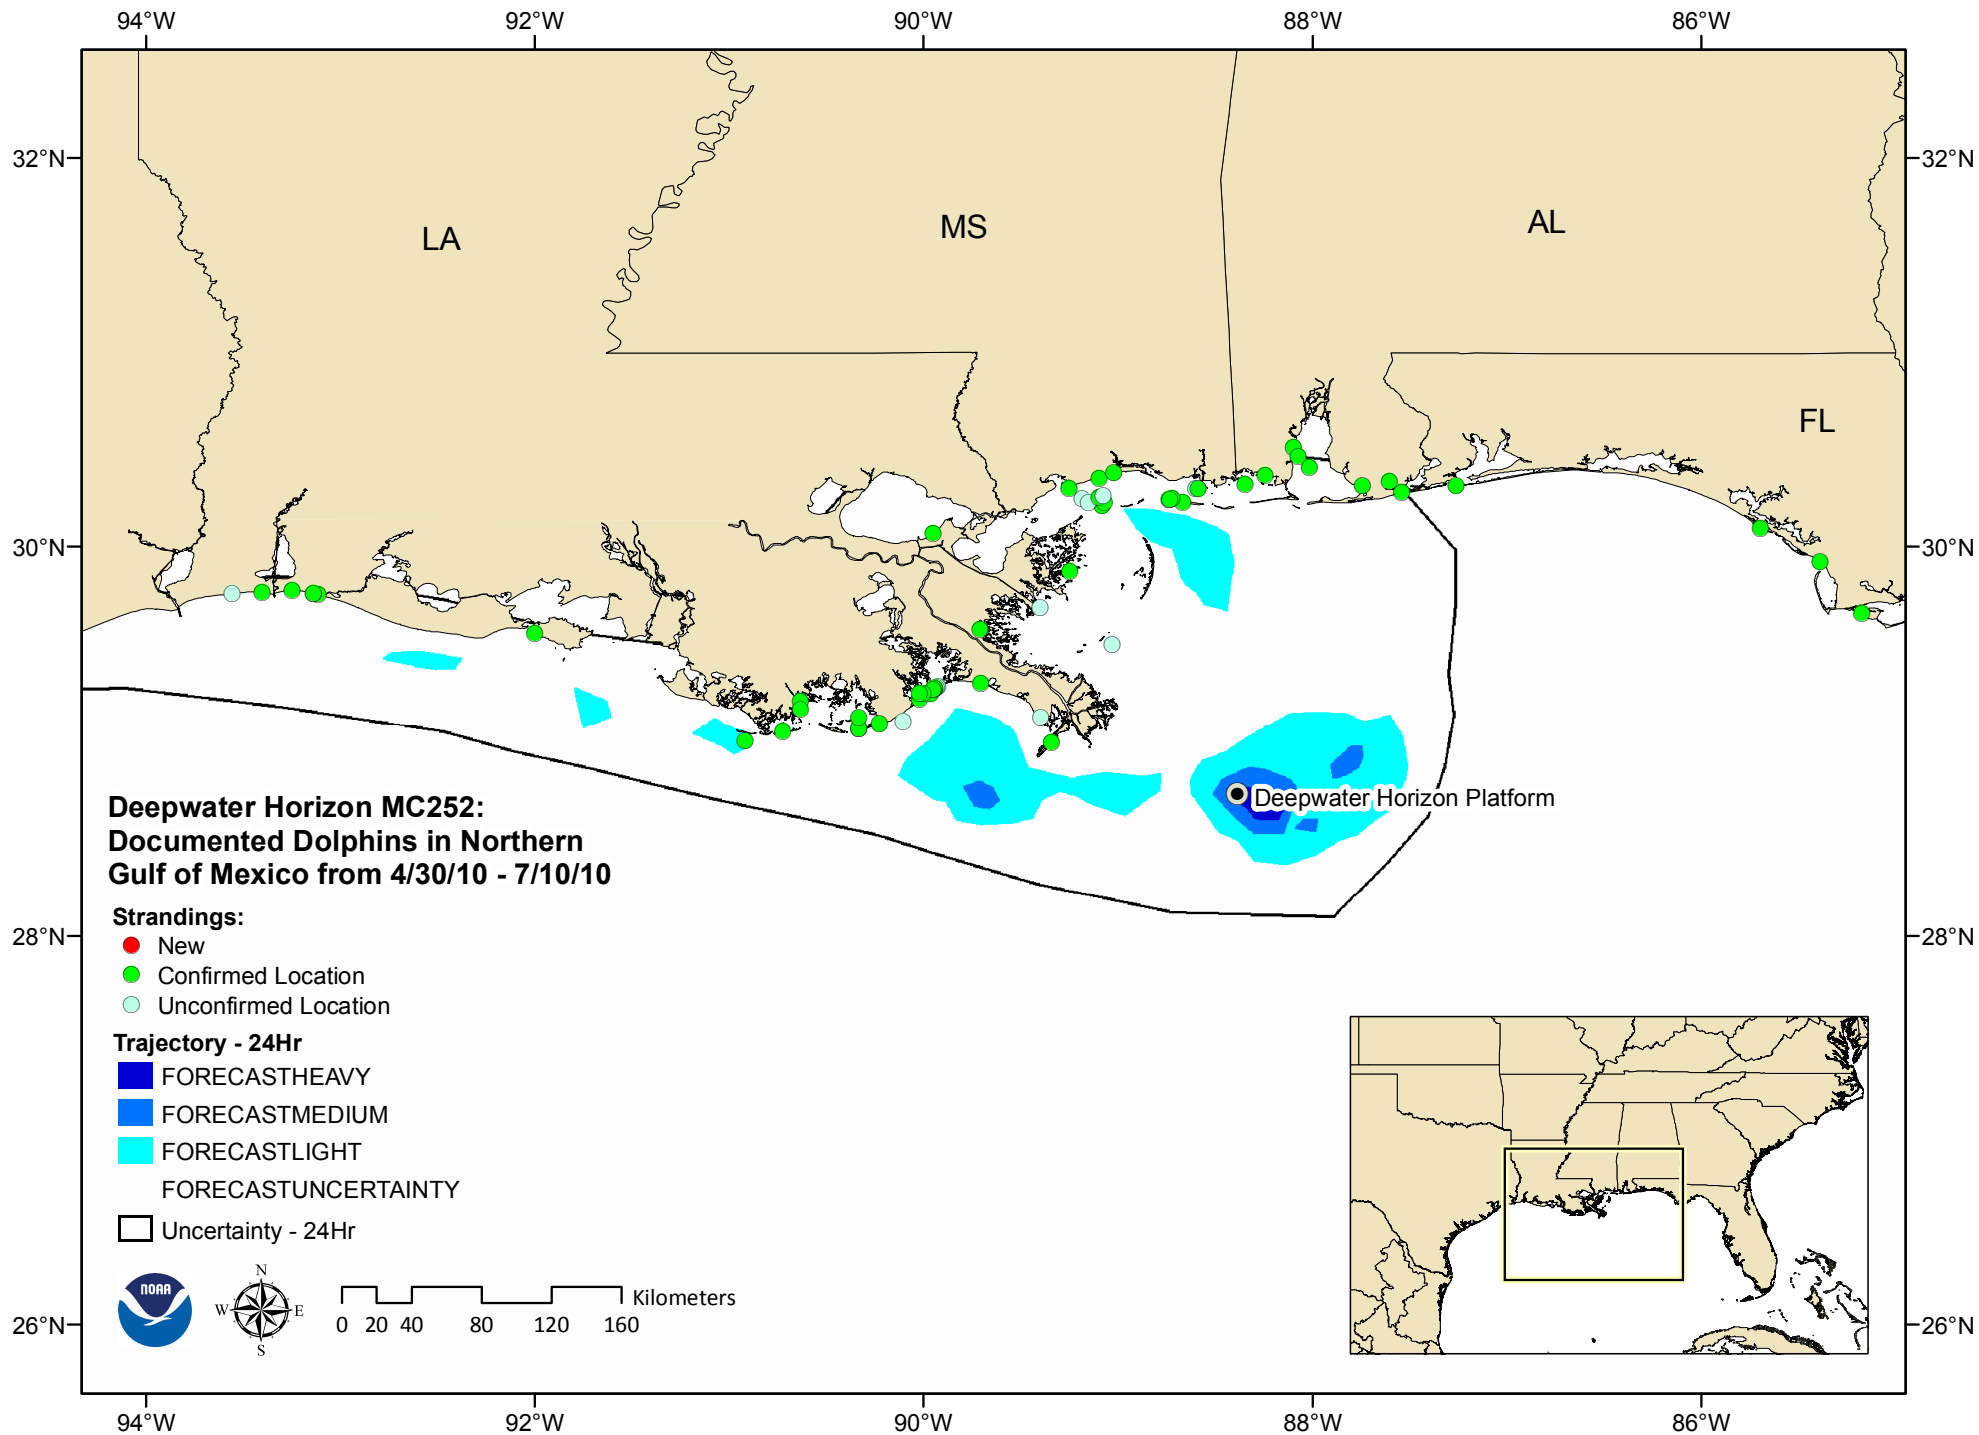 94°W 92°W 90°W 88°W 86°W
32°N 32°N
LA MS AL
FL
30°N 30°N
Deepwater Horizon Platform
Deepwater Horizon MC252:
Documented Dolphins in Northern
Gulf of Mexico from 4/30/10 - 7/10/10
Strandings:
28°N 28°N
New
Confirmed Location
Unconfirmed Location
Trajectory - 24Hr
FORECASTHEAVY
FORECASTMEDIUM
FORECASTLIGHT
FORECASTUNCERTAINTY
Uncertainty - 24Hr
NOAA
N
W E
S
Kilometers
0 20 40 80 120 160
26°N 26°N
94°W 92°W 90°W 88°W 86°W